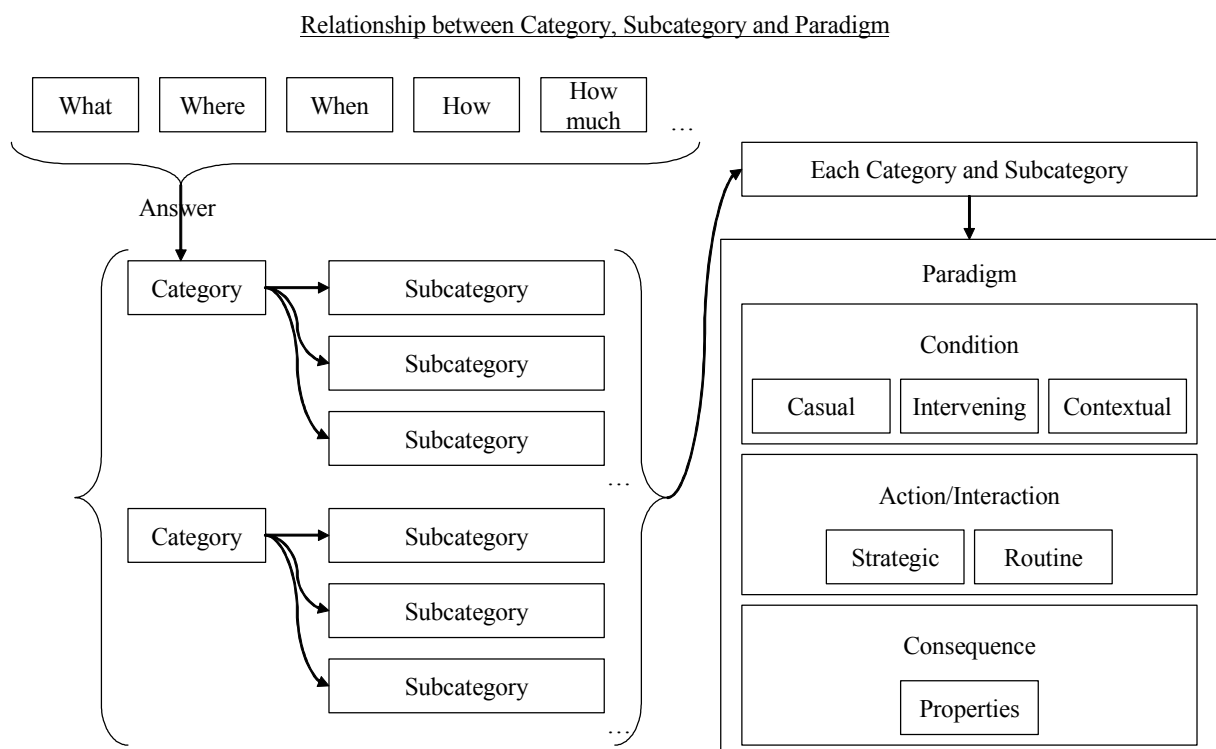 Relationship between Category, Subcategory and Paradigm
What
Where
When
How
How
much
...
Answer
Category
Subcategory
Subcategory
Subcategory
...
Category
Subcategory
Subcategory
Subcategory
...
Each Category and Subcategory
Paradigm
Condition
Casual
Intervening
Contextual
Action/Interaction
Strategic
Routine
Consequence
Properties